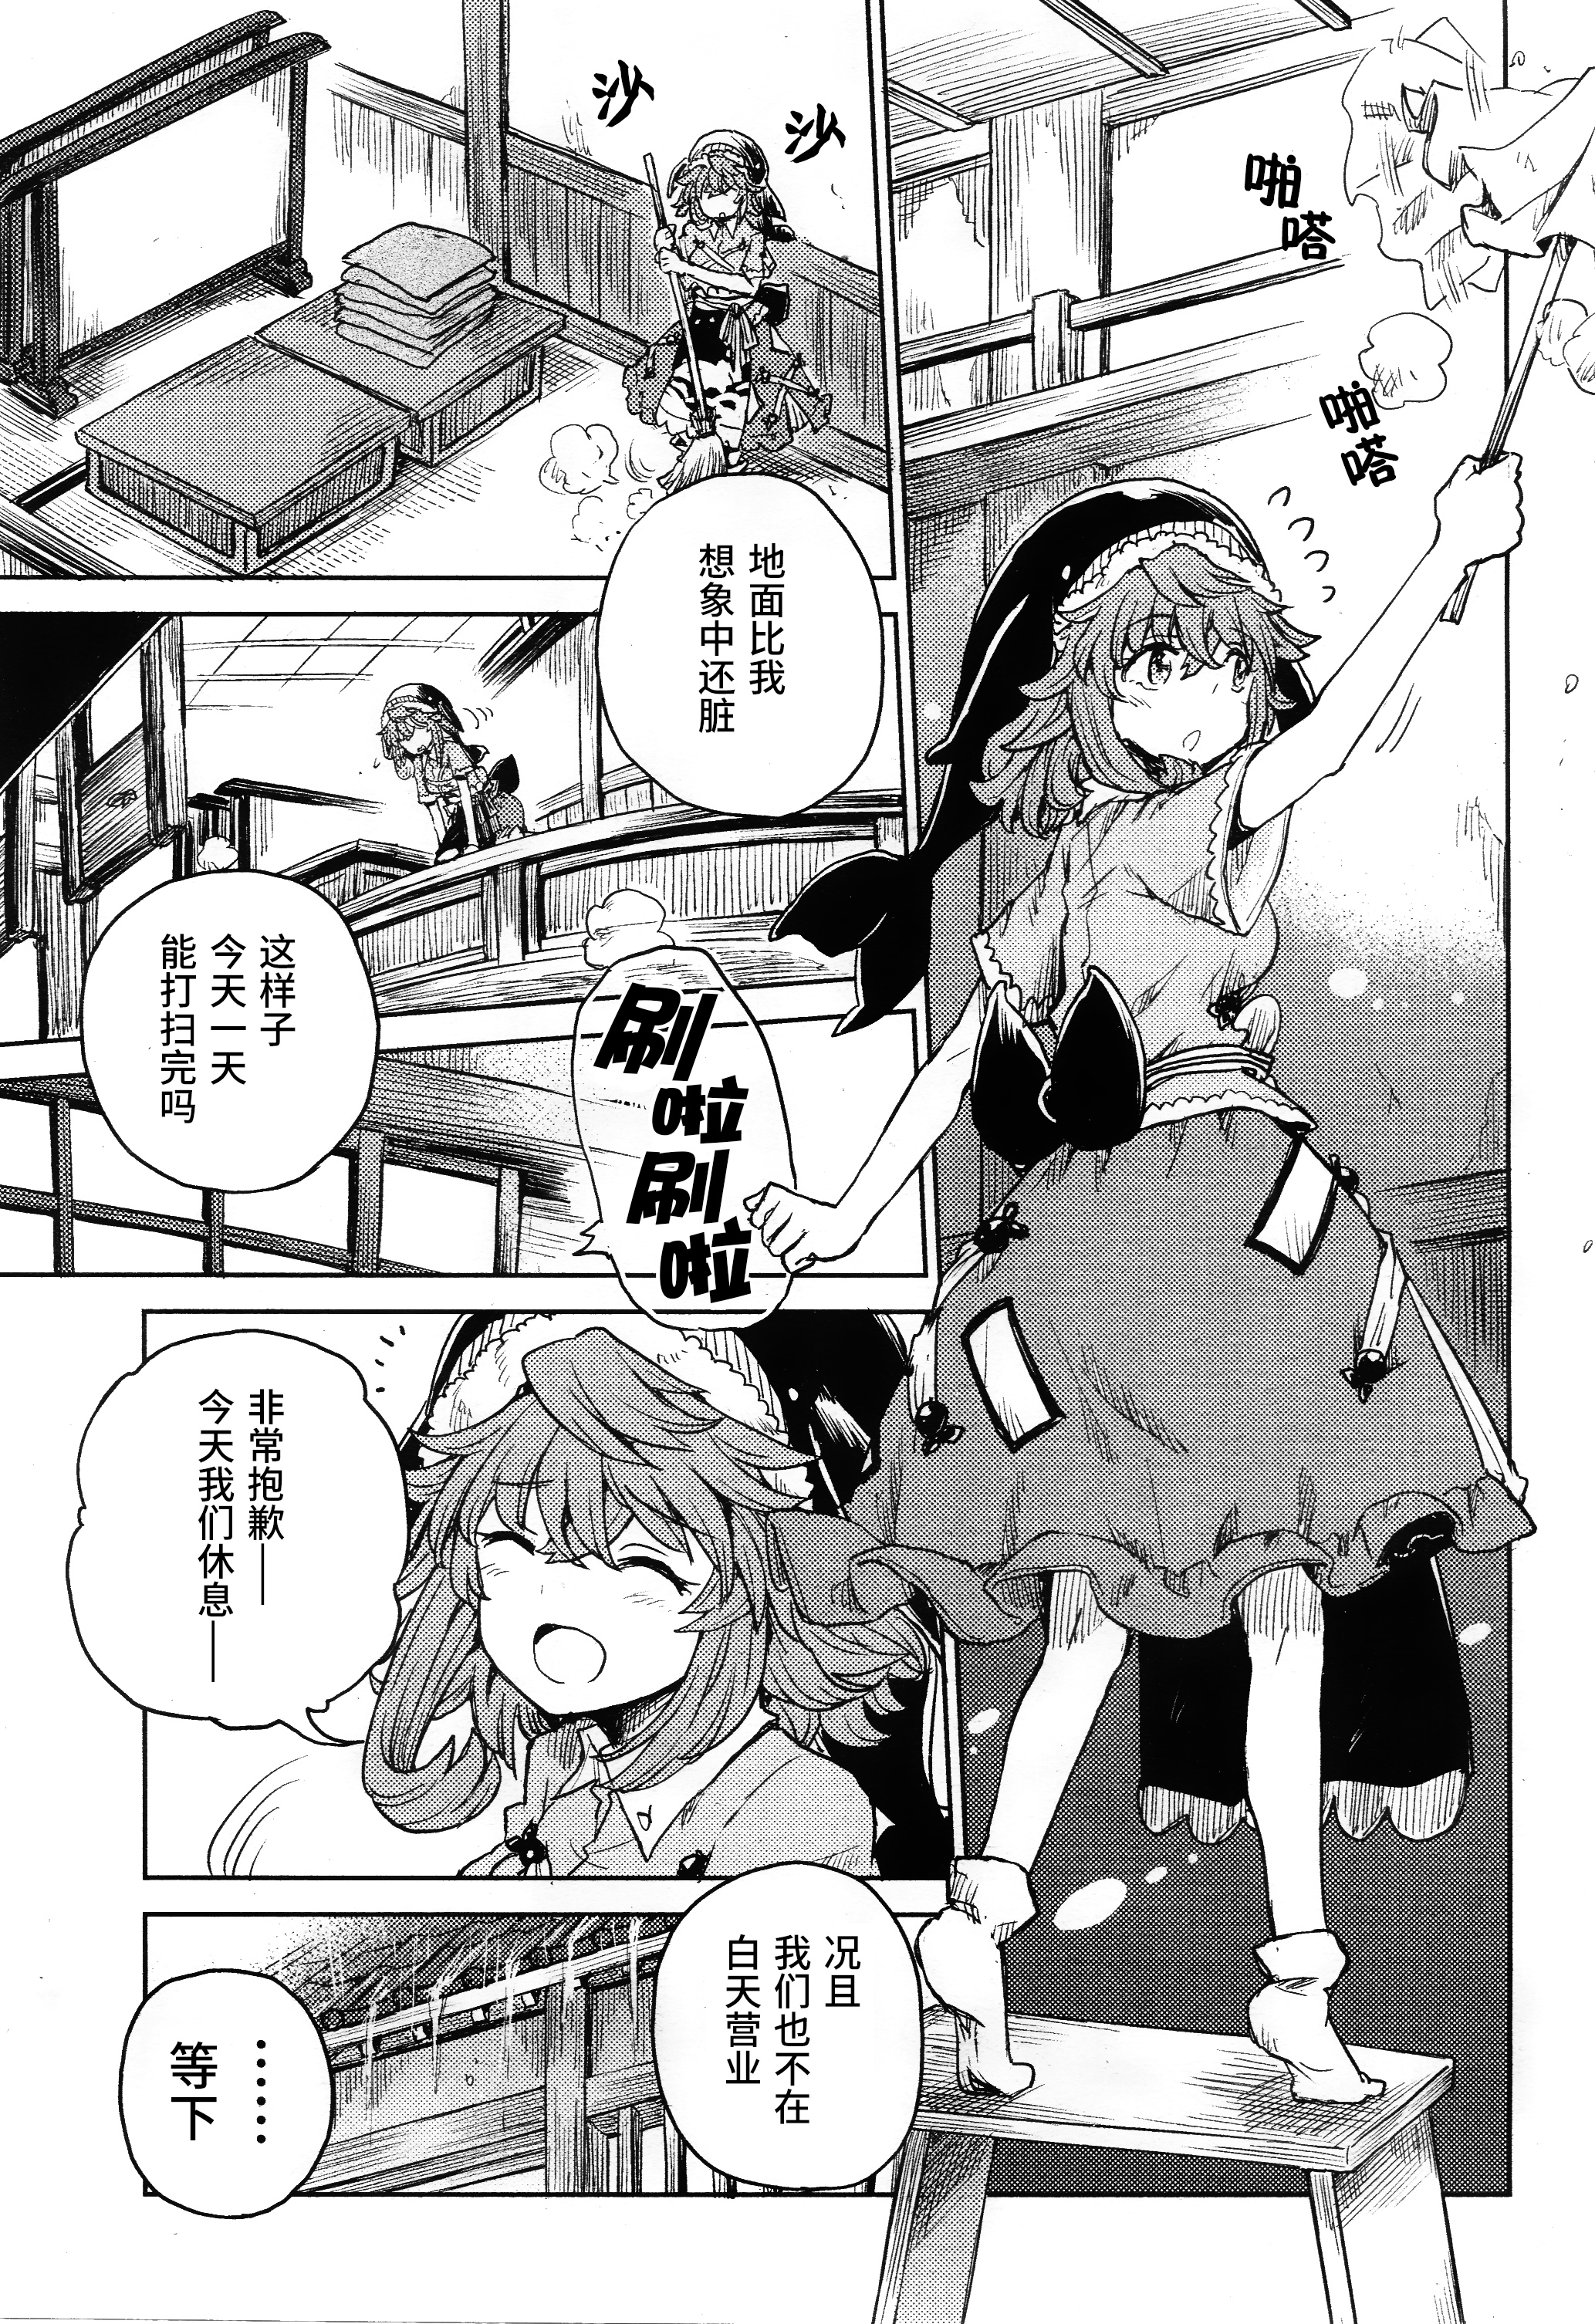 啪
嗒
啪
嗒
沙
沙
地面比我
想象中还脏
这样子
今天一天
能打扫完吗
刷
啦
刷
啦
非常抱歉——
今天我们休息——
况且
我们也不在
白天营业
……
等下